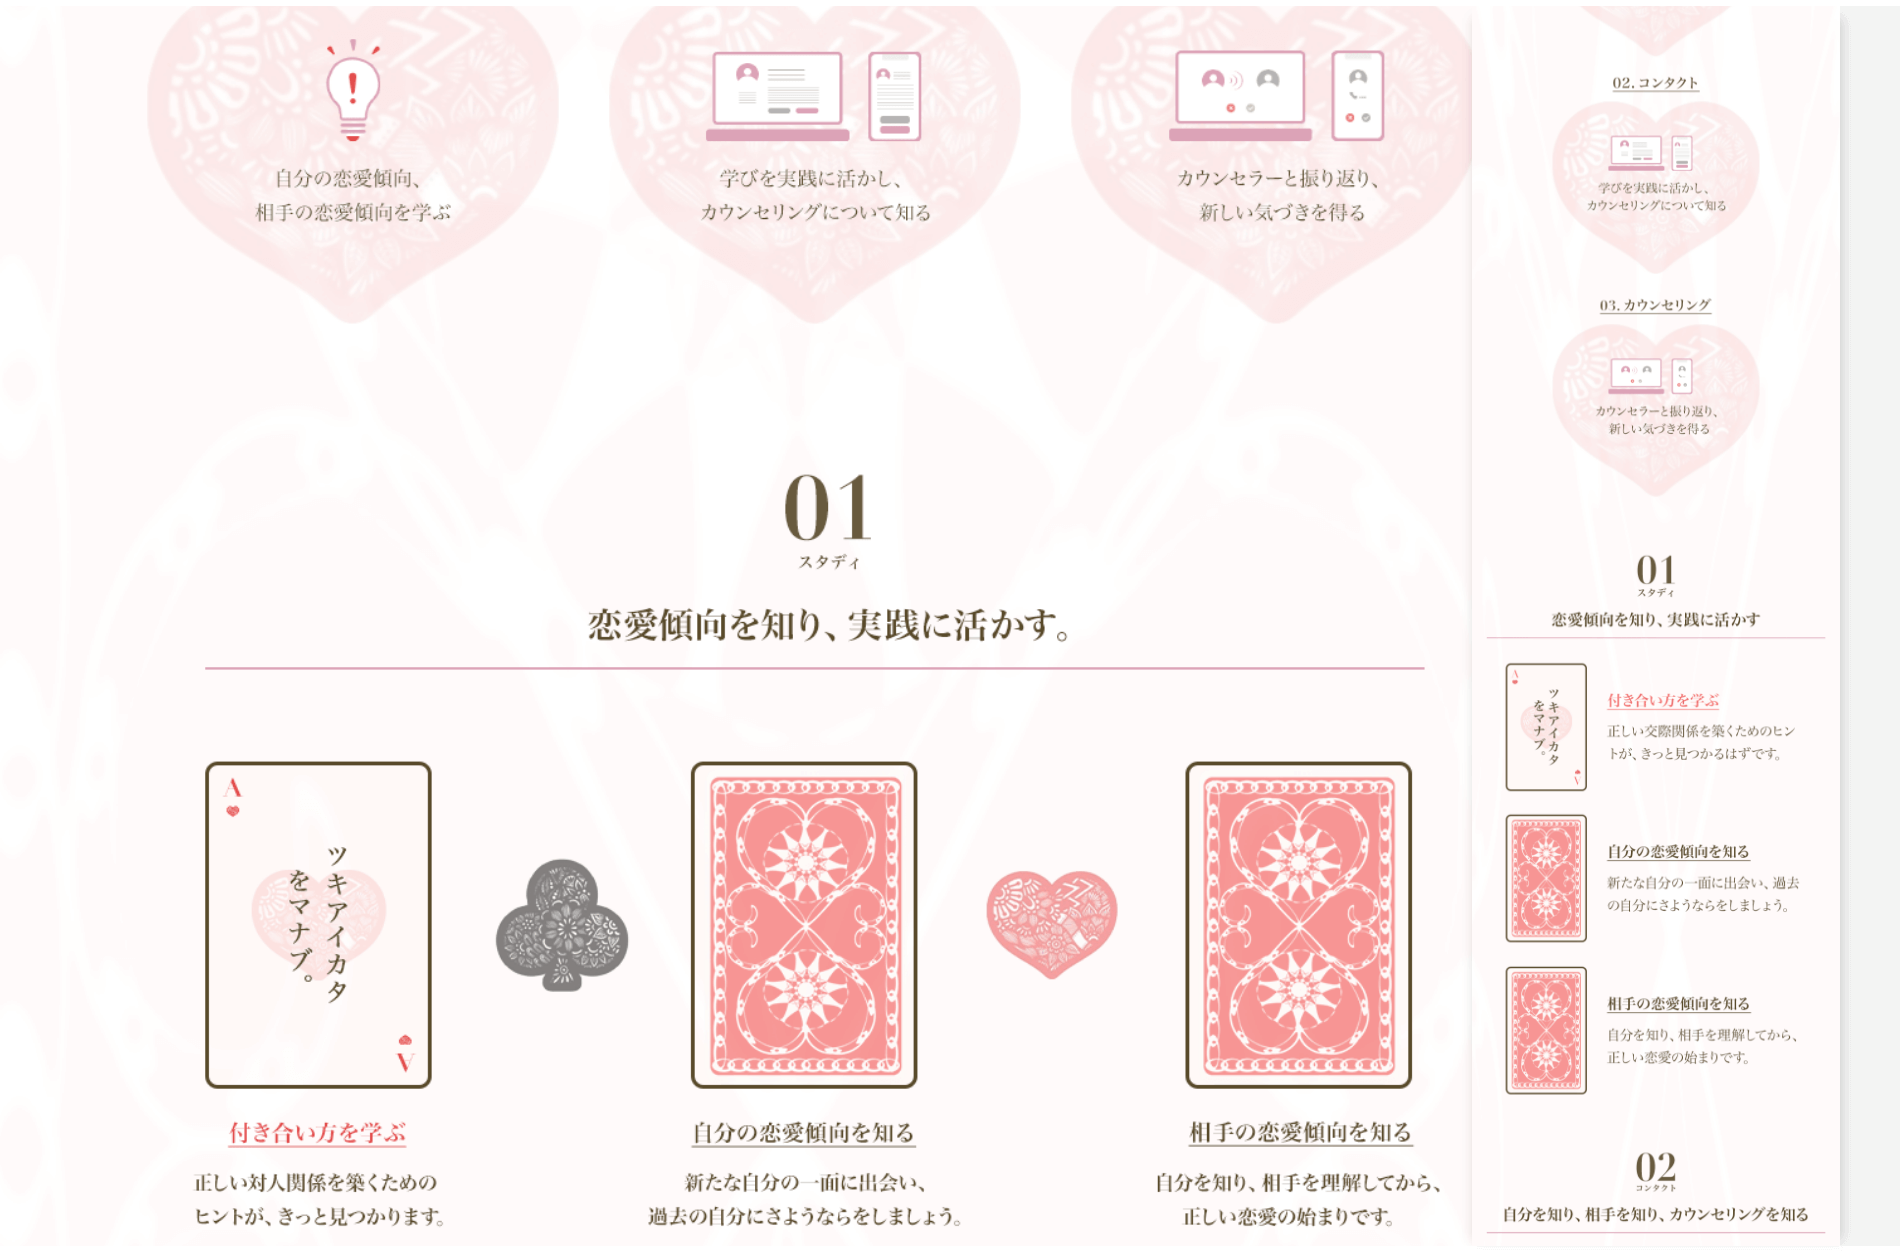 自分の恋愛傾向、
相手の恋愛傾向を学ぶ
学びを実践に活かし、
カウンセリングについて知る
カウンセラーと振り返り、
新しい気づきを得る
01
スタディ
恋愛傾向を知り、実践に活かす。
A
ツキアイカタ
をマナブ。
A
付き合い方を学ぶ
正しい対人関係を築くための
ヒントが、きっと見つかります。
自分の恋愛傾向を知る
新たな自分の一面に出会い、
過去の自分にさようならをしましょう。
相手の恋愛傾向を知る
自分を知り、相手を理解してから、
正しい恋愛の始まりです。
02. コンタクト
学びを実践に活かし、
カウンセリングについて知る
03. カウンセリング
カウンセラーと振り返り、
新しい気づきを得る
01
スタディ
恋愛傾向を知り、実践に活かす
A
ツキアイカタ
をマナブ。
A
付き合い方を学ぶ
正しい交際関係を築くためのヒン
トが、きっと見つかるはずです。
自分の恋愛傾向を知る
新たな自分の一面に出会い、過去
の自分にさようならをしましょう。
相手の恋愛傾向を知る
自分を知り、相手を理解してから、
正しい恋愛の始まりです。
02
コンタクト
自分を知り、相手を知り、カウンセリングを知る